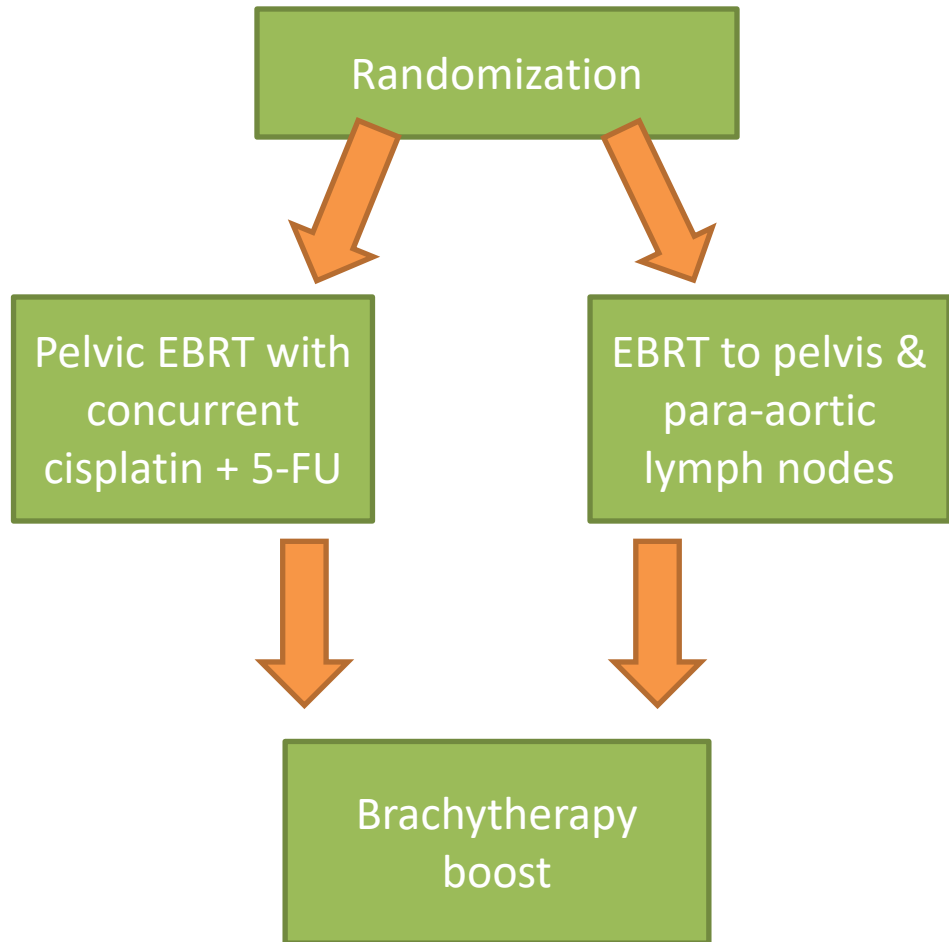 Randomization
Pelvic EBRT with
concurrent
cisplatin + 5-FU
EBRT to pelvis &
para-aortic
lymph nodes
Brachytherapy
boost